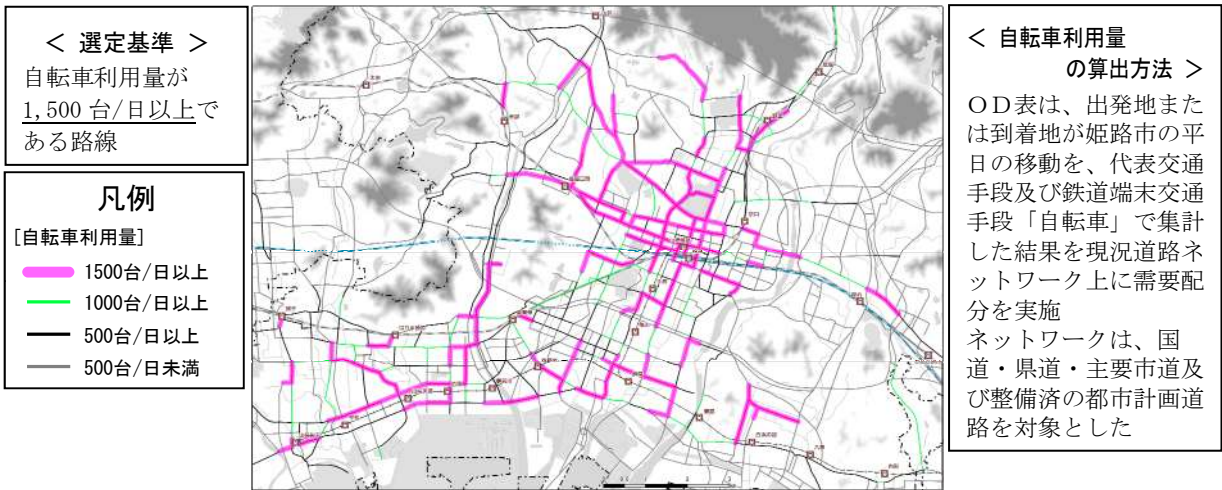 < 選定基準 >
自転車利用量が
1,500 台/日以上で
ある路線
凡例
[自転車利用量]
1500台/日以上
1000台/日以上
500台/日以上
500台/日未満
< 自転車利用量
の算出方法 >
OD表は、出発地また
は到着地が姫路市の平
日の移動を、代表交通
手段及び鉄道端末交通
手段「自転車」で集計
した結果を現況道路ネ
ットワーク上に需要配
分を実施
ネットワークは、国
道・県道・主要市道及
び整備済の都市計画道
路を対象とした